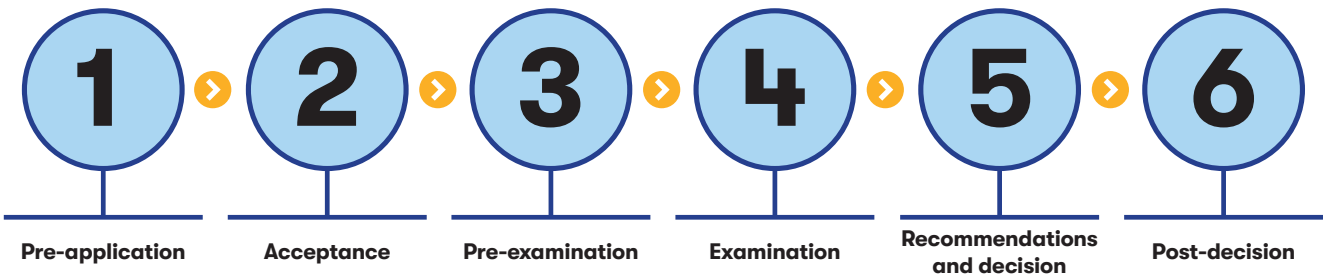 1
2
3
4
5
6
Pre-application
Acceptance
Pre-examination
Examination
Recommendations
and decision
Post-decision